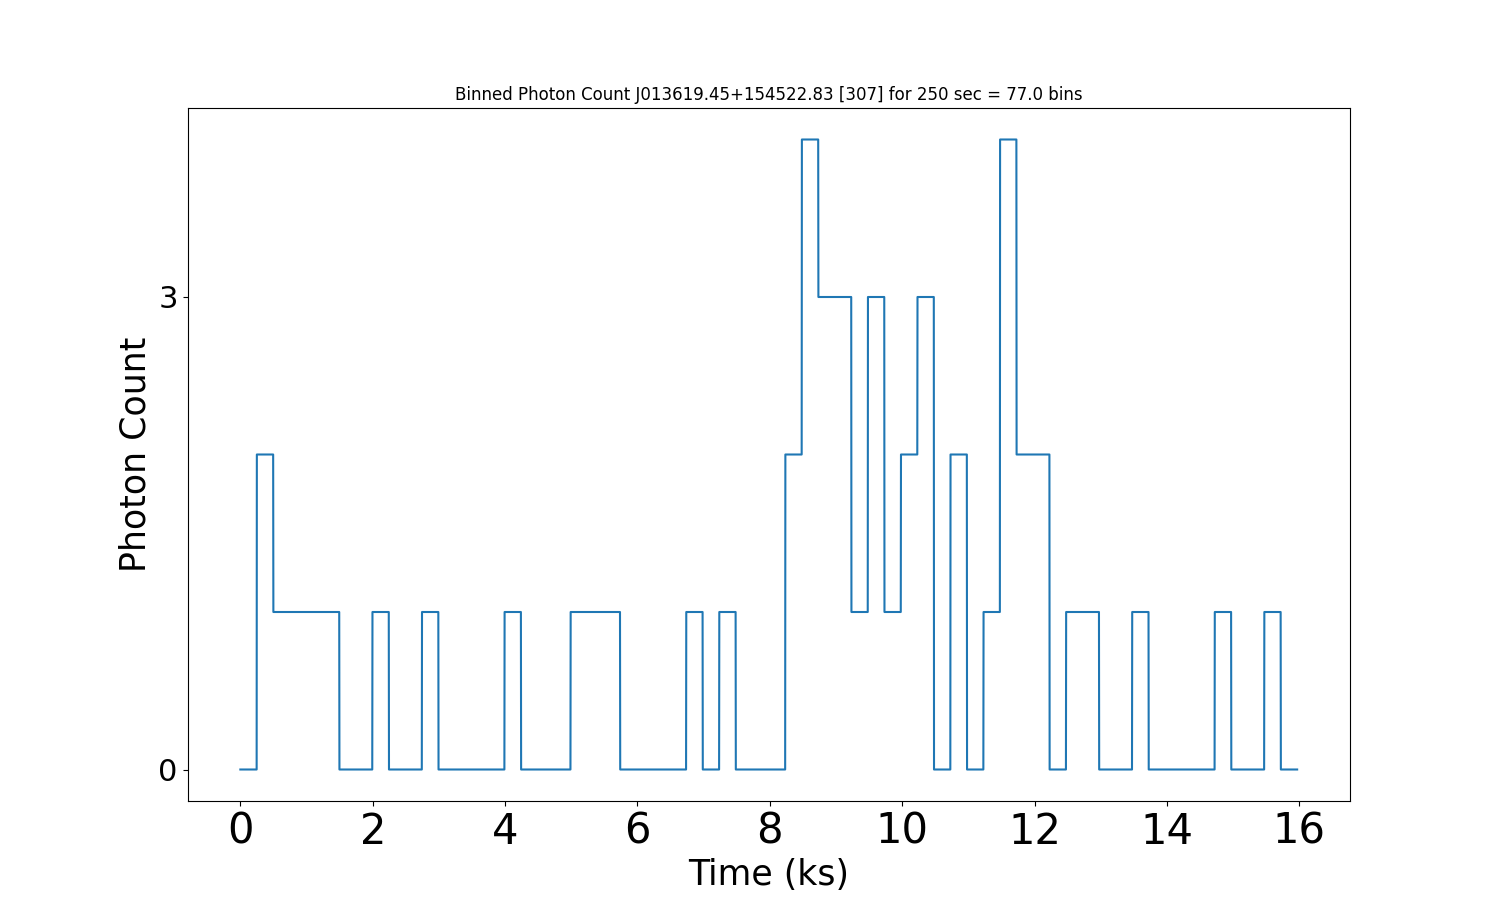 Binned Photon Count J013619.45+154522.83 [307] for 250 sec = 77.0 bins
3
0
Photon Count
0 2 4 6 8 10 12 14 16
Time (ks)